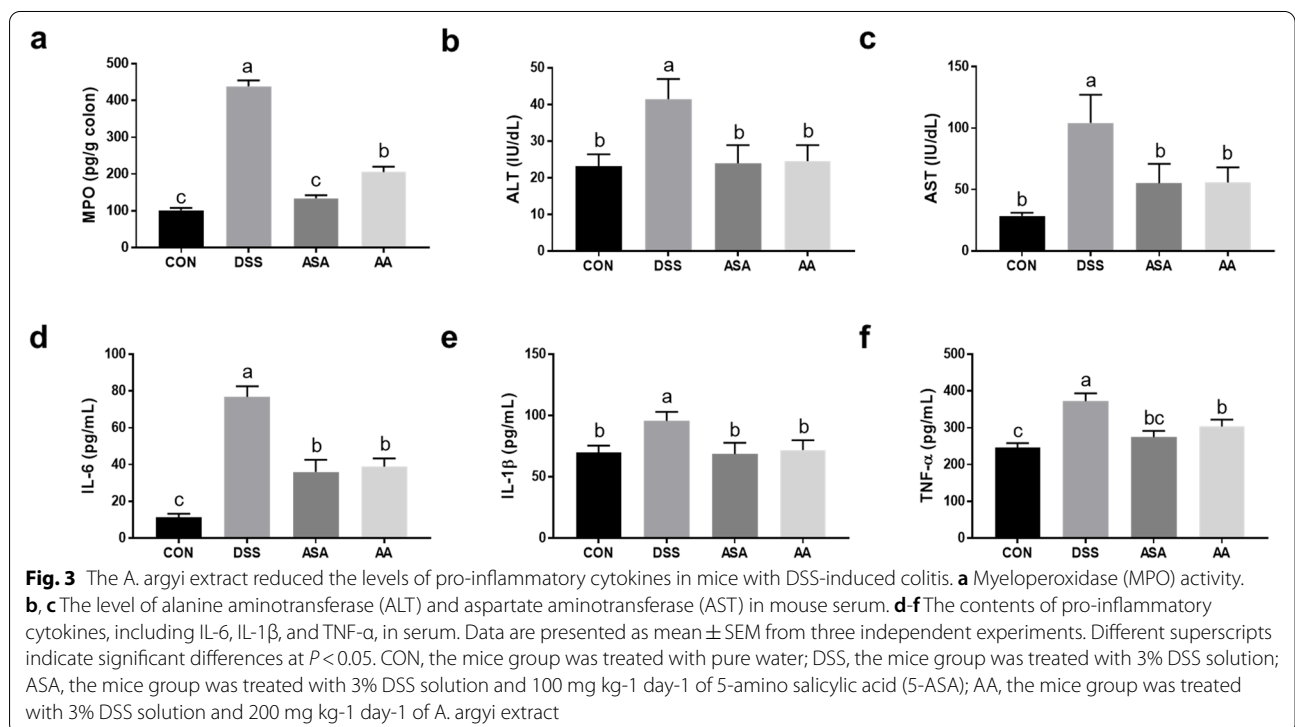 a
MPO (pg/g colon)
500
400
300
200
100
0
c
a
c
b
CON DSS ASA AA
b
ALT (IU/dL)
50
40
30
20
10
0
b
a
b
b
CON DSS ASA AA
c
AST (IU/dL)
150
100
50
0
b
a
b
b
CON DSS ASA AA
d
IL-6 (pg/mL)
100
80
60
40
20
0
c
a
b
b
CON DSS ASA AA
e
IL-1β (pg/mL)
150
100
50
0
b
a
b
b
CON DSS ASA AA
f
TNF-α (pg/mL)
500
400
300
200
100
0
c
a
bc
b
CON DSS ASA AA
Fig. 3 The A. argyi extract reduced the levels of pro-inflammatory cytokines in mice with DSS-induced colitis. a Myeloperoxidase (MPO) activity.
b, c The level of alanine aminotransferase (ALT) and aspartate aminotransferase (AST) in mouse serum. d-f The contents of pro-inflammatory
cytokines, including IL-6, IL-1β, and TNF-α, in serum. Data are presented as mean ± SEM from three independent experiments. Different superscripts
indicate significant differences at P < 0.05. CON, the mice group was treated with pure water; DSS, the mice group was treated with 3% DSS solution;
ASA, the mice group was treated with 3% DSS solution and 100 mg kg-1 day-1 of 5-amino salicylic acid (5-ASA); AA, the mice group was treated
with 3% DSS solution and 200 mg kg-1 day-1 of A. argyi extract